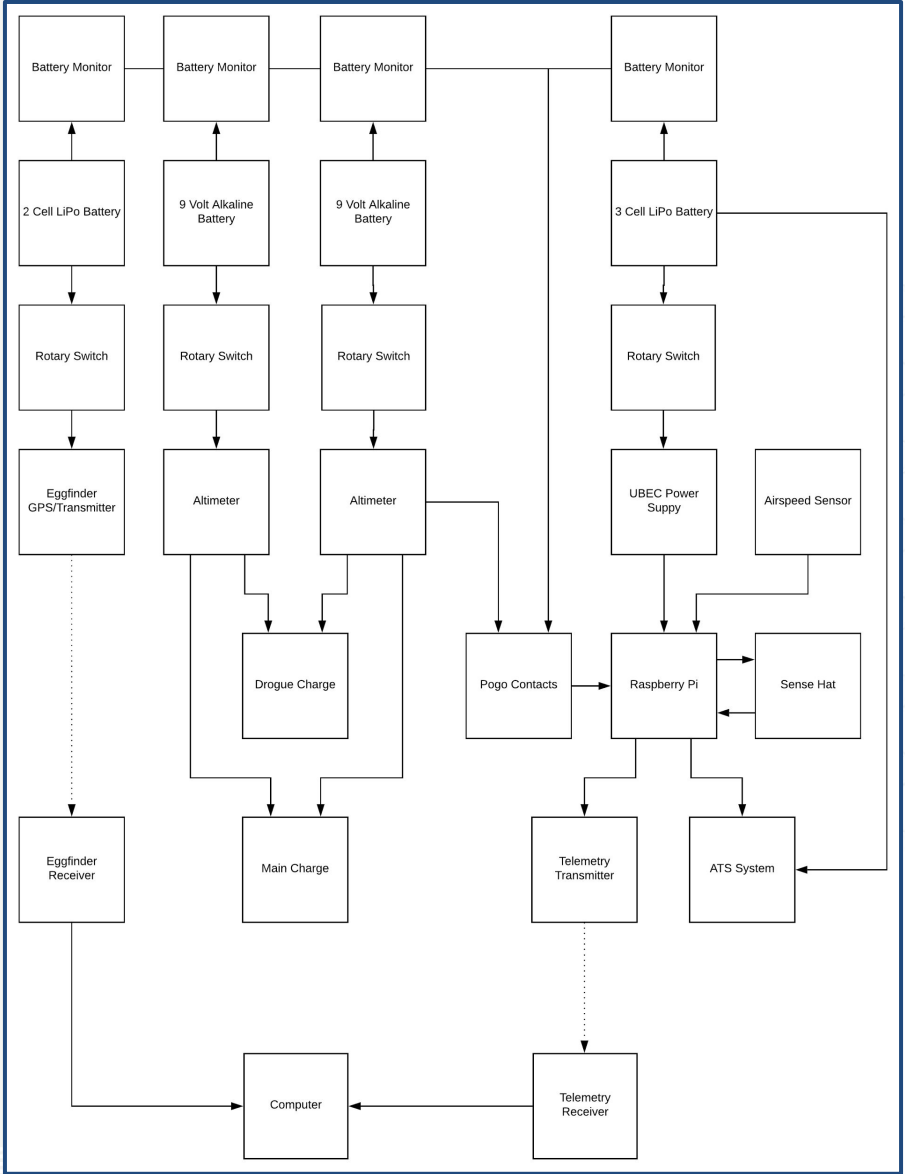 Battery Monitor
Battery Monitor
Battery Monitor
Battery Monitor
2 Cell LiPo Battery
9 Volt Alkaline
Battery
9 Volt Alkaline
Battery
3 Cell LiPo Battery
Rotary Switch
Rotary Switch
Rotary Switch
Rotary Switch
Eggfinder
GPS/Transmitter
Altimeter
Altimeter
UBEC Power
Suppy
Airspeed Sensor
Drogue Charge
Pogo Contacts
Raspberry Pi
Sense Hat
Eggfinder
Receiver
Main Charge
Telemetry
Transmitter
ATS System
Computer
Telemetry
Receiver